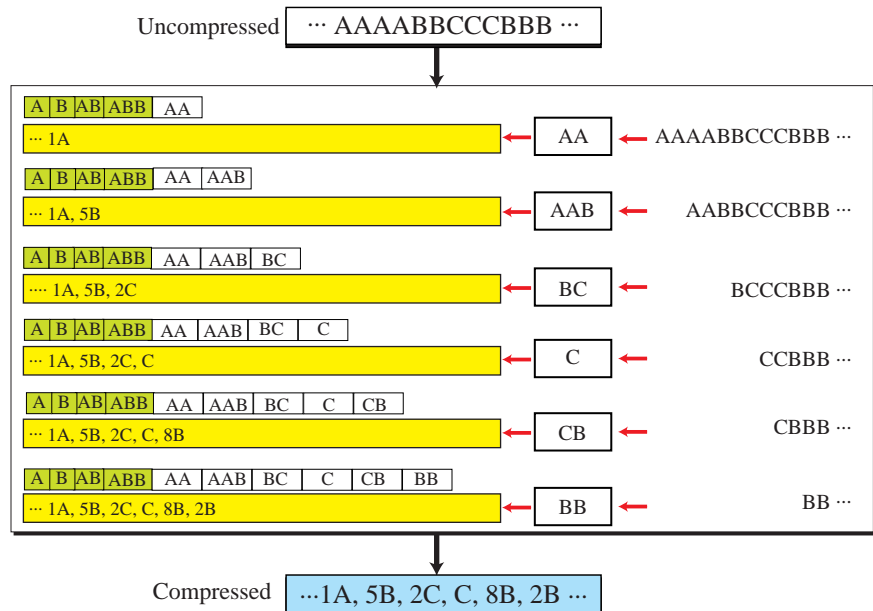 Uncompressed ··· AAAABBCCCBBB ···
A B AB ABB AA
··· 1A AA AAAABBCCCBBB ···
A B AB ABB AA AAB
··· 1A, 5B AAB AABBCCCBBB ···
A B AB ABB AA AAB BC
···· 1A, 5B, 2C BC BCCCBBB ···
A B AB ABB AA AAB BC C
··· 1A, 5B, 2C, C C CCBBB ···
A B AB ABB AA AAB BC C CB
··· 1A, 5B, 2C, C, 8B CB CBBB ···
A B AB ABB AA AAB BC C CB BB
··· 1A, 5B, 2C, C, 8B, 2B BB BB ···
Compressed ···1A, 5B, 2C, C, 8B, 2B ···